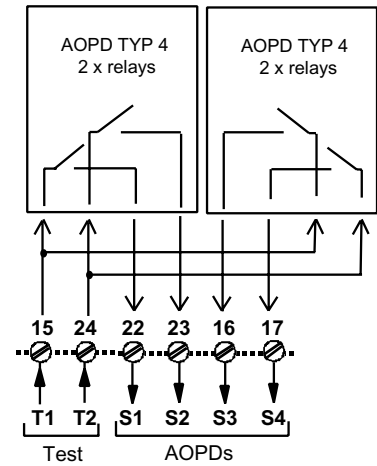 AOPD TYP 4
2 x relays
AOPD TYP 4
2 x relays
15 24 22 23 16 17
T1 T2 S1 S2 S3 S4
Test AOPDs